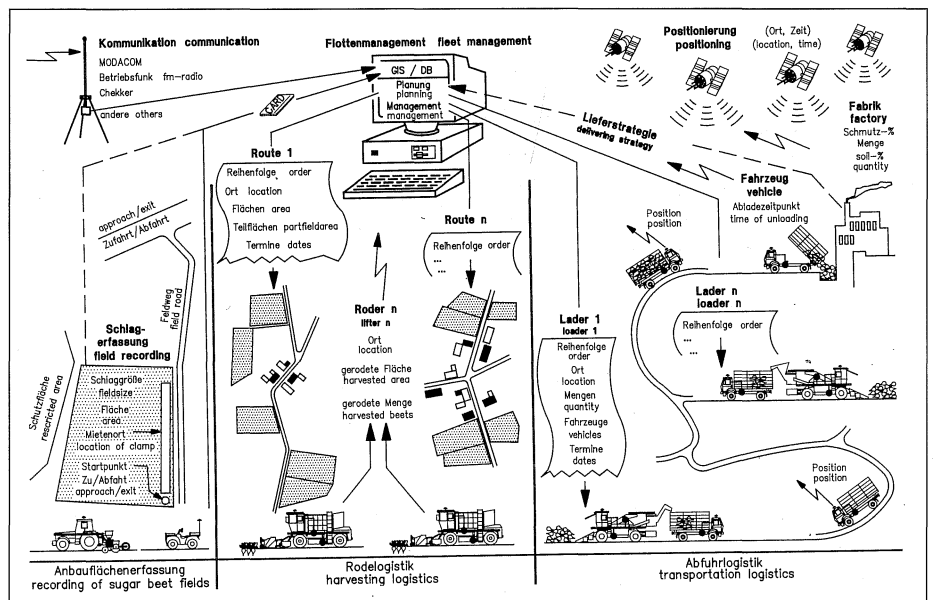 Kommunikation communication
MODACOM
Betriebsfunk fm-radio
Chekker
andere others
CARD
Flottenmanagement fleet management
GIS / DB
Planung
planning
Management
management
Positionierung
positioning
(Ort, Zeit)
(location, time)
Lieferstrategie
delivering strategy
Fabrik
factory
Schmutz-%
Menge
soil-%
quantity
Fahrzeug
vehicle
Abladezeitpunkt
time of unloading
Position
position
Route 1
Reihenfolge order
Ort location
Flächen area
Teilflächen partfieldarea
Termine dates
Route n
Reihenfolge order
...
...
approach/exit
Zufahrt/Abfahrt
Feldweg
field road
Schutzfläche
rescricted area
Schlag-
erfassung
field recording
Schlaggröße
fieldsize
Fläche
area
Mietenort
location of clamp
Startpunkt
Zu/Abfaht
approach/exit
Roder n
lifter n
Ort
location
gerodete Fläche
harvested area
gerodete Menge
harvested beets
Lader 1
loader 1
Reihenfolge
order
Ort
location
Mengen
quantity
Fahrzeuge
vehicles
Termine
dates
Lader n
loader n
Reihenfolge order
...
...
Position
position
Anbauflächenerfassung
recording of sugar beet fields
Rodelogistik
harvesting logistics
Abfuhrlogistik
transportation logistics